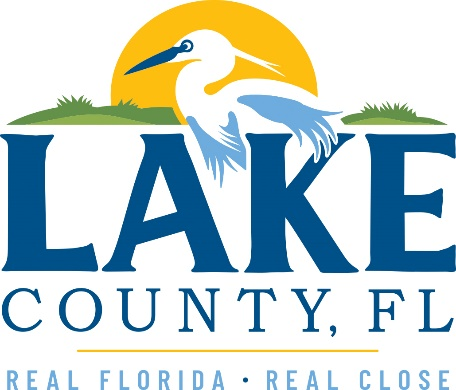 LAKE
COUNTY, FL
REAL FLORIDA · REAL CLOSE